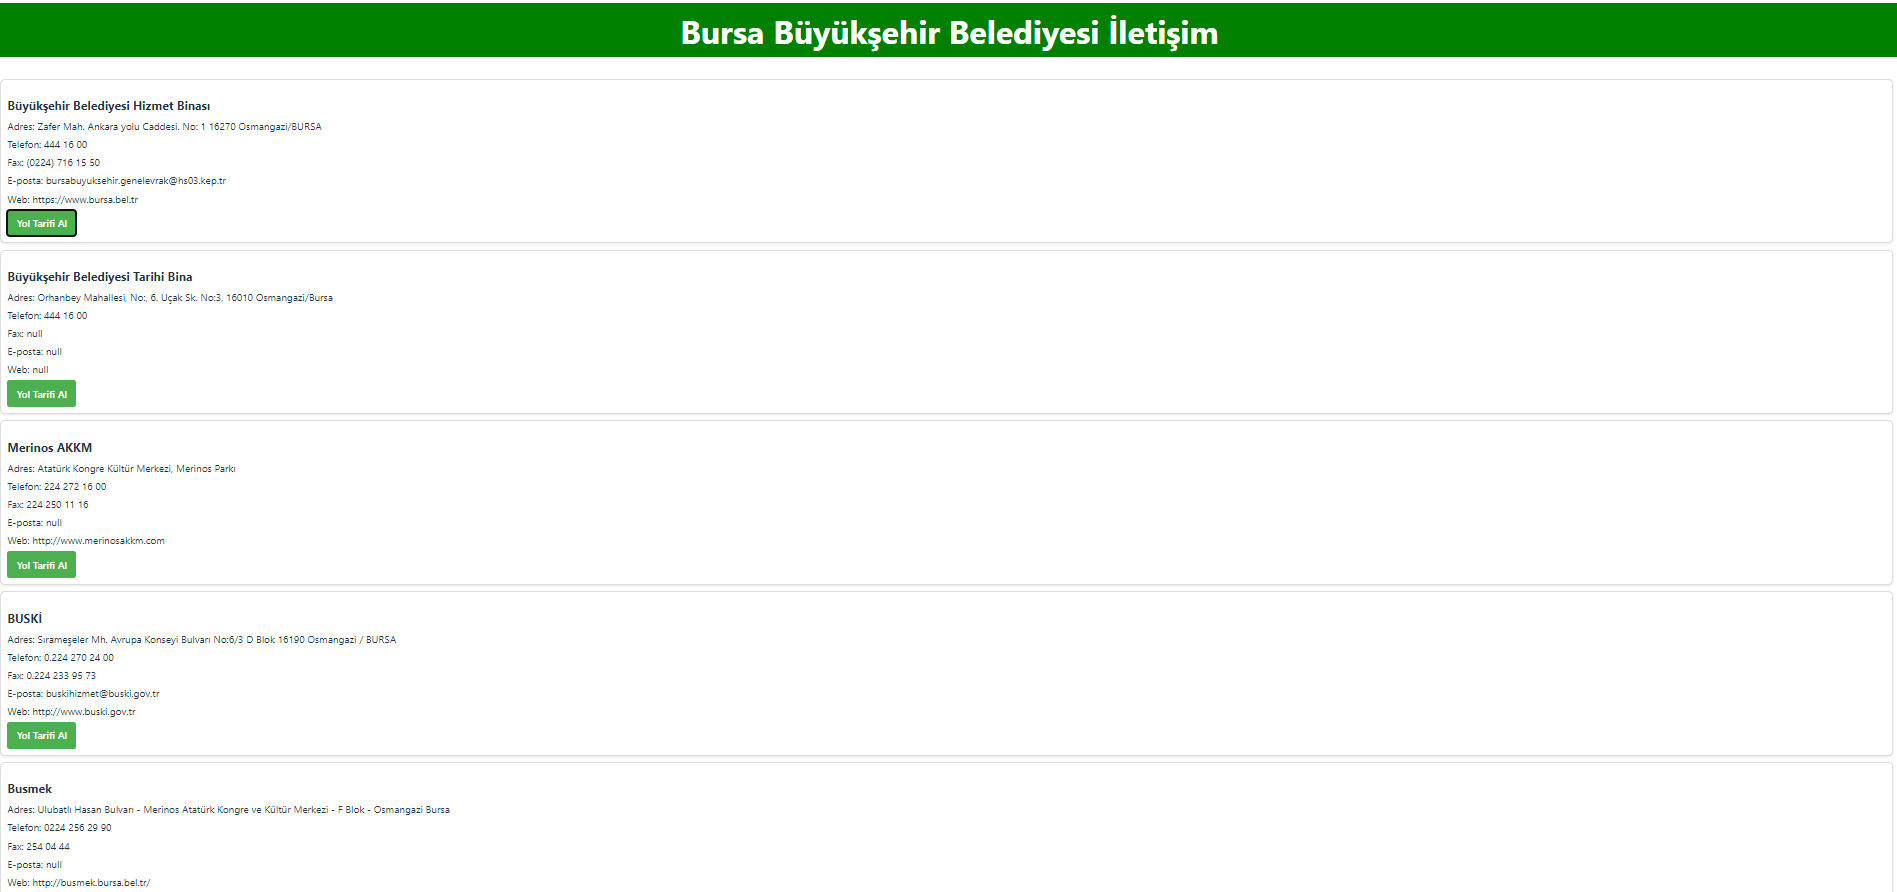 Bursa Büyükşehir Belediyesi İletişim
Büyükşehir Belediyesi Hizmet Binası
Adres: Zafer Mah. Ankara yolu Caddesi. No: 1 16270 Osmangazi/BURSA
Telefon: 444 16 00
Fax: (0224) 716 15 50
E-posta: bursabuyuksehir.genelevrak@hs03.kep.tr
Web: https://www.bursa.bel.tr
Yol Tarifi Al
Büyükşehir Belediyesi Tarihi Bina
Adres: Orhanbey Mahallesi, No:, 6. Uçak Sk. No:3, 16010 Osmangazi/Bursa
Telefon: 444 16 00
Fax: null
E-posta: null
Web: null
Yol Tarifi Al
Merinos AKKM
Adres: Atatürk Kongre Kültür Merkezi, Merinos Parkı
Telefon: 224 272 16 00
Fax: 224 250 11 16
E-posta: null
Web: http://www.merinosakkm.com
Yol Tarifi Al
BUSKİ
Adres: Sırameşeler Mh. Avrupa Konseyi Bulvarı No:6/3 D Blok 16190 Osmangazi / BURSA
Telefon: 0.224 270 24 00
Fax: 0.224 233 95 73
E-posta: buskihizmet@buski.gov.tr
Web: http://www.buski.gov.tr
Yol Tarifi Al
Busmek
Adres: Ulubatlı Hasan Bulvarı - Merinos Atatürk Kongre ve Kültür Merkezi - F Blok - Osmangazi Bursa
Telefon: 0224 256 29 90
Fax: 254 04 44
E-posta: null
Web: http://busmek.bursa.bel.tr/